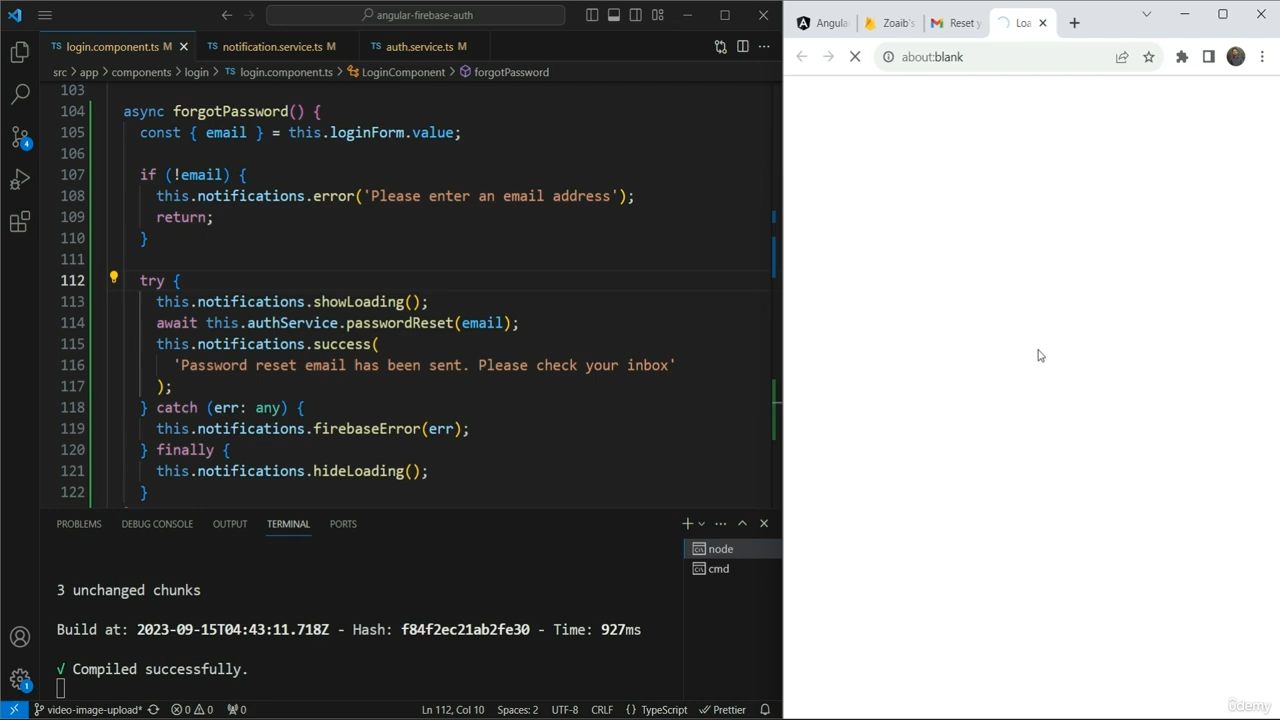 angular-firebase-auth
login.component.ts M
notification.service.ts M
auth.service.ts M
src > app > components > login > login.component.ts > LoginComponent > forgotPassword
103
104 async forgotPassword() {
105 const { email } = this.loginForm.value;
106
107 if (!email) {
108 this.notifications.error('Please enter an email address');
109 return;
110 }
111
112 try {
113 this.notifications.showLoading();
114 await this.authService.passwordReset(email);
115 this.notifications.success(
116 'Password reset email has been sent. Please check your inbox'
117 );
118 } catch (err: any) {
119 this.notifications.firebaseError(err);
120 } finally {
121 this.notifications.hideLoading();
122 }
PROBLEMS DEBUG CONSOLE OUTPUT TERMINAL PORTS
node
cmd
3 unchanged chunks
Build at: 2023-09-15T04:43:11.718Z - Hash: f84f2ec21ab2fe30 - Time: 927ms
√ Compiled successfully.
4
1
video-image-upload* 0 0 0 Ln 112, Col 10 Spaces: 2 UTF-8 CRLF {} TypeScript Prettier
Angular
Zoaib's
Reset y
Loa
about:blank
ûdemy